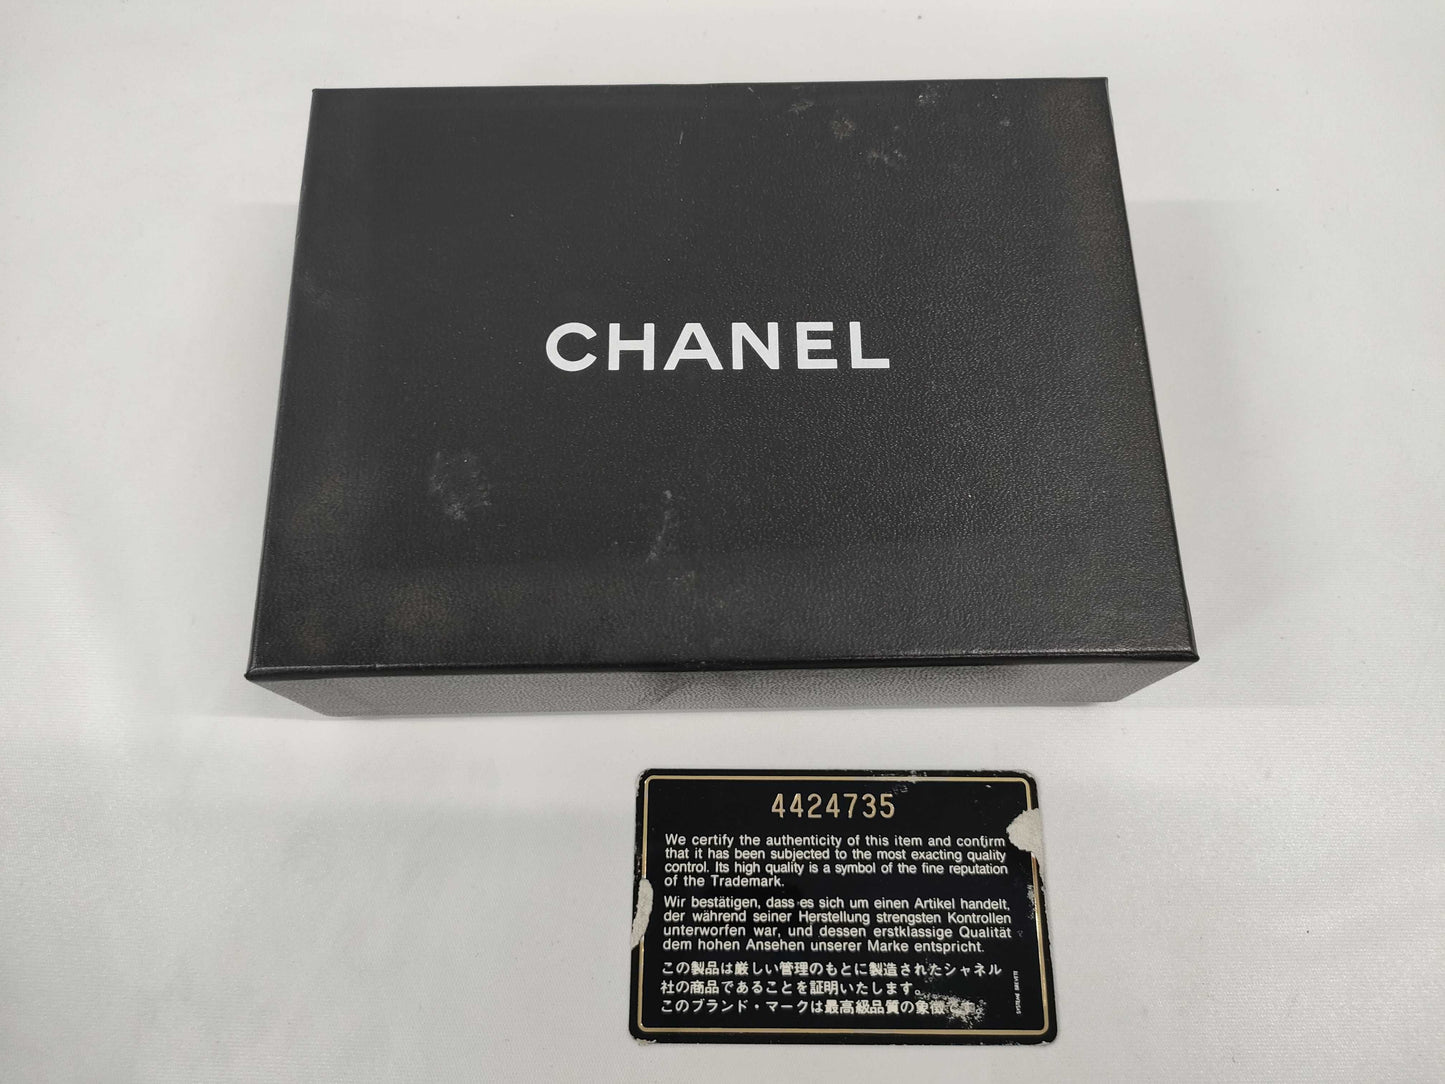 CHANEL
4424735
We certify the authenticity of this item and confirm
that it has been subjected to the most exacting quality
control. Its high quality is a symbol of the fine reputation
of the Trademark.
Wir bestätigen, dass es sich um einen Artikel handelt,
der während seiner Herstellung strengsten Kontrollen
unterworfen war, und dessen erstklassige Qualität
dem hohen Ansehen unserer Marke entspricht.
この製品は厳しい管理のもとに製造されたシャネル
社の商品であることを証明いたします。
このブランド・マークは最高級品質の象徴です。
SYSTEME BREVETE